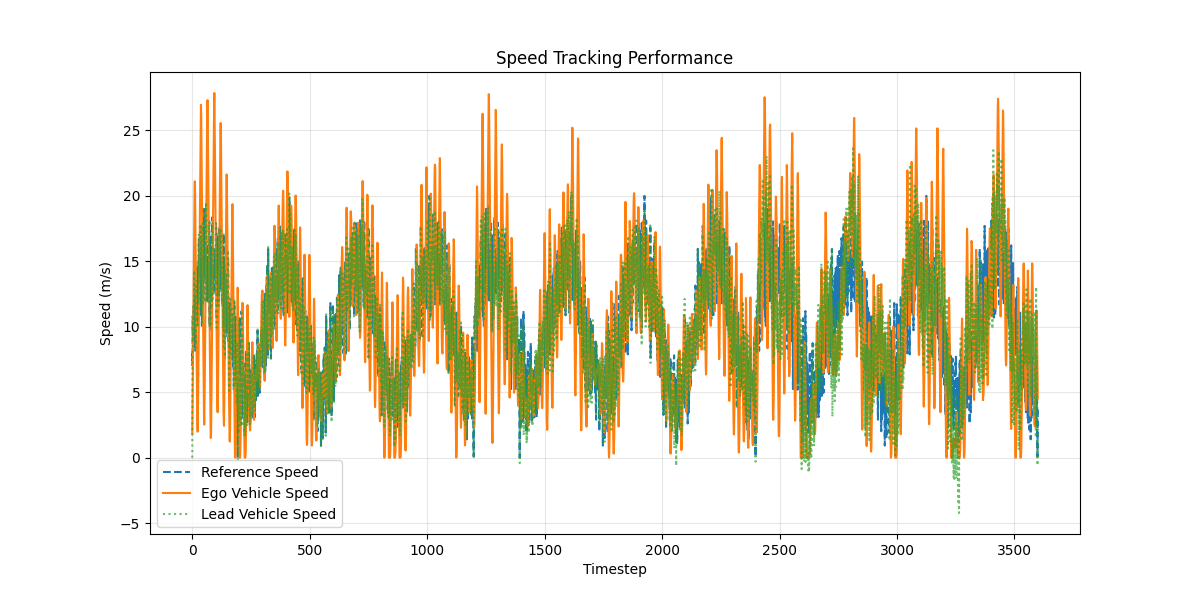 Speed Tracking Performance
Speed (m/s)
25
20
15
10
5
0
−5
Reference Speed
Ego Vehicle Speed
Lead Vehicle Speed
0 500 1000 1500 2000 2500 3000 3500
Timestep